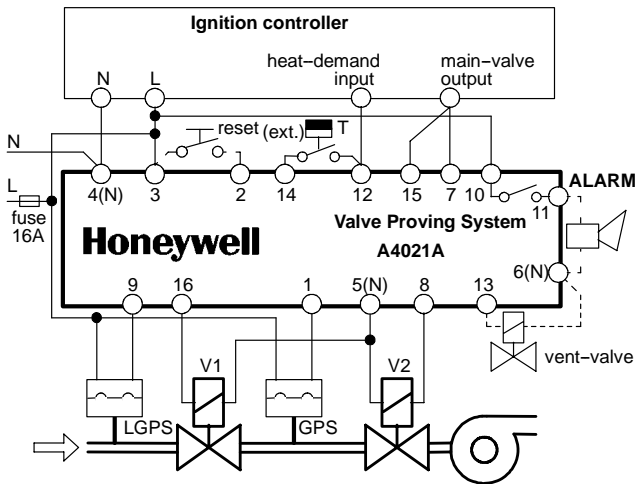 Ignition controller
N L heat-demand input main-valve output
N reset (ext.) T
L 4(N) 3 2 14 12 15 7 10 ALARM
fuse 16A
11
Valve Proving System
Honeywell A4021A
6(N)
9 16 1 5(N) 8 13
V1 V2 vent-valve
LGPS GPS